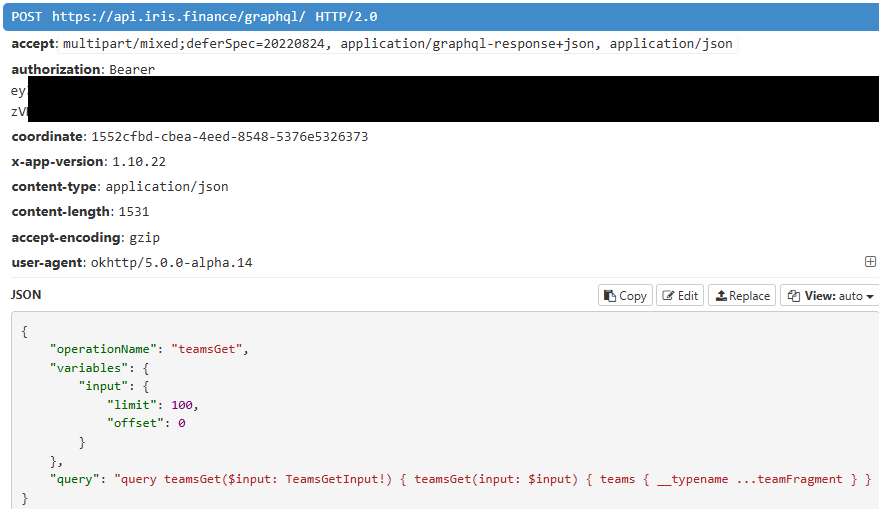 POST https://api.iris.finance/graphql/ HTTP/2.0
accept: multipart/mixed;deferSpec=20220824, application/graphql-response+json, application/json
authorization: Bearer
coordinate: 1552cfbd-cbea-4eed-8548-5376e5326373
x-app-version: 1.10.22
content-type: application/json
content-length: 1531
accept-encoding: gzip
user-agent: okhttp/5.0.0-alpha.14
JSON Copy Edit Replace View: auto
{
"operationName": "teamsGet",
"variables": {
"input": {
"limit": 100,
"offset": 0
}
},
"query": "query teamsGet($input: TeamsGetInput!) { teamsGet(input: $input) { teams { __typename ...teamFragment } }
}